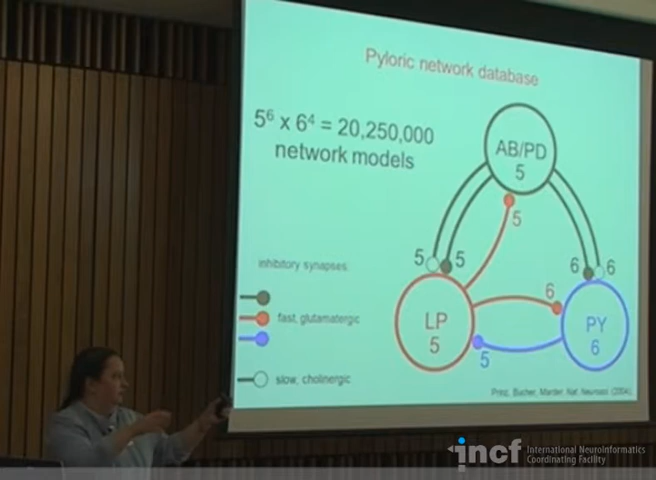 Pyloric network database
5⁶ x 6⁴ = 20,250,000
network models
AB/PD
5
5
5
5
6
6
6
LP
5
PY
6
5
inhibitory synapses:
fast, glutamatergic
slow, cholinergic
Prinz, Bucher, Marder, Nat. Neurosci. (2004)
incf International Neuroinformatics
Coordinating Facility